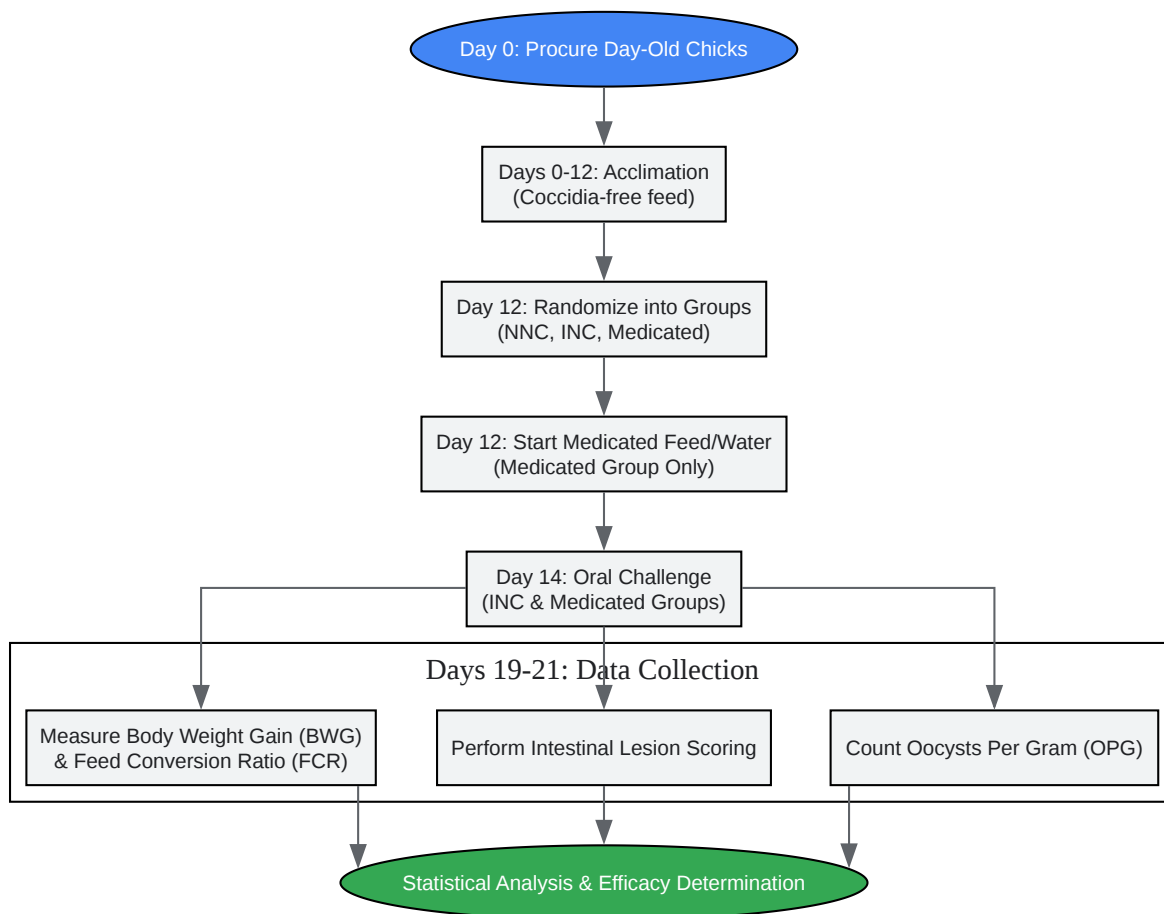 Day 0: Procure Day-Old Chicks
Days 0-12: Acclimation
(Coccidia-free feed)
Day 12: Randomize into Groups
(NNC, INC, Medicated)
Day 12: Start Medicated Feed/Water
(Medicated Group Only)
Day 14: Oral Challenge
(INC & Medicated Groups)
Days 19-21: Data Collection
Measure Body Weight Gain (BWG)
& Feed Conversion Ratio (FCR)
Perform Intestinal Lesion Scoring
Count Oocysts Per Gram (OPG)
Statistical Analysis & Efficacy Determination